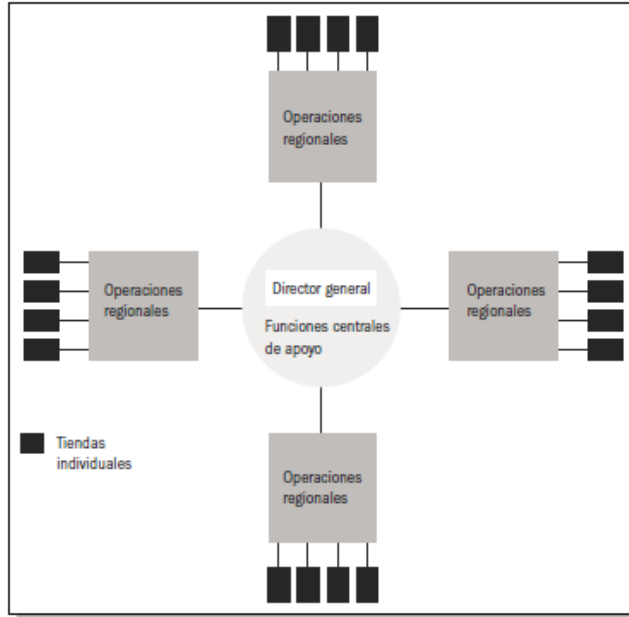 Operaciones
regionales
Operaciones
regionales
Director general
Funciones centrales
de apoyo
Operaciones
regionales
Tiendas
individuales
Operaciones
regionales